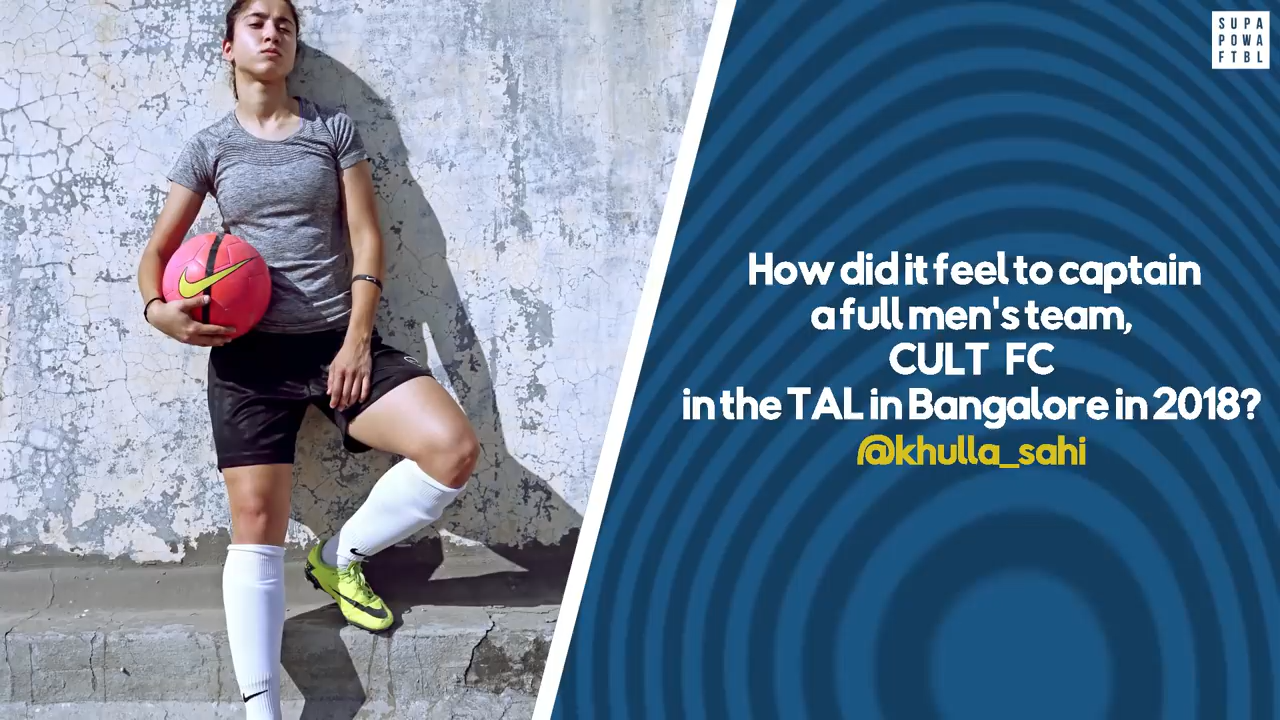 SUPA
POWA
FTBL
How did it feel to captain
a full men's team,
CULT FC
in the TAL in Bangalore in 2018?
@khulla_sahi